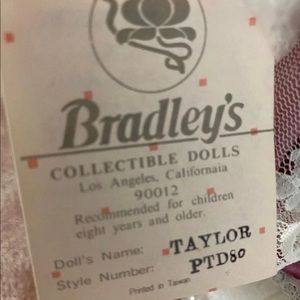 Bradley's
COLLECTIBLE DOLLS
Los Angeles, Californaia
90012
Recommended for children
eight years and older.
Doll's Name: TAYLOR
Style Number: PTD80
Printed in Taiwan